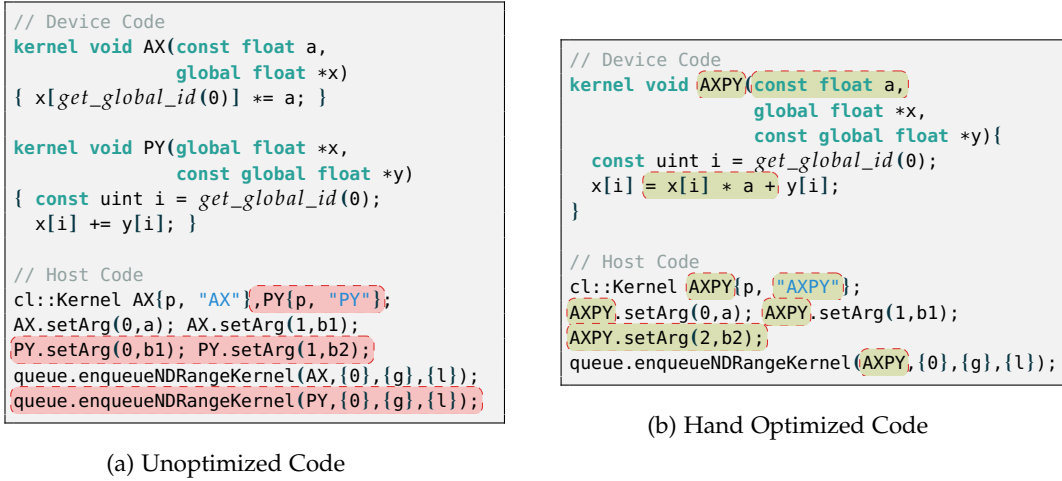 // Device Code
kernel void AX(const float a,
               global float *x)
{ x[get_global_id(0)] *= a; }

kernel void PY(global float *x,
               const global float *y)
{ const uint i = get_global_id(0);
  x[i] += y[i]; }

// Host Code
cl::Kernel AX{p, "AX"},PY{p, "PY"};
AX.setArg(0,a); AX.setArg(1,b1);
PY.setArg(0,b1); PY.setArg(1,b2);
queue.enqueueNDRangeKernel(AX,{0},{g},{l});
queue.enqueueNDRangeKernel(PY,{0},{g},{l});
(a) Unoptimized Code
// Device Code
kernel void AXPY(const float a,
                 global float *x,
                 const global float *y){
  const uint i = get_global_id(0);
  x[i] = x[i] * a + y[i];
}

// Host Code
cl::Kernel AXPY{p, "AXPY"};
AXPY.setArg(0,a); AXPY.setArg(1,b1);
AXPY.setArg(2,b2);
queue.enqueueNDRangeKernel(AXPY,{0},{g},{l});
(b) Hand Optimized Code